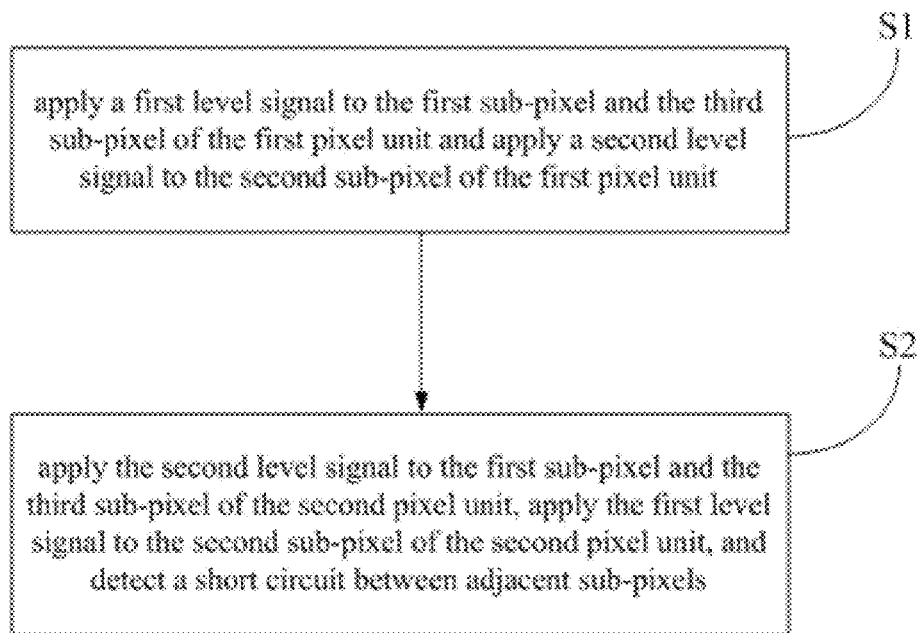 S1
apply a first level signal to the first sub-pixel and the third
sub-pixel of the first pixel unit and apply a second level
signal to the second sub-pixel of the first pixel unit
S2
apply the second level signal to the first sub-pixel and the
third sub-pixel of the second pixel unit, apply the first level
signal to the second sub-pixel of the second pixel unit, and
detect a short circuit between adjacent sub-pixels